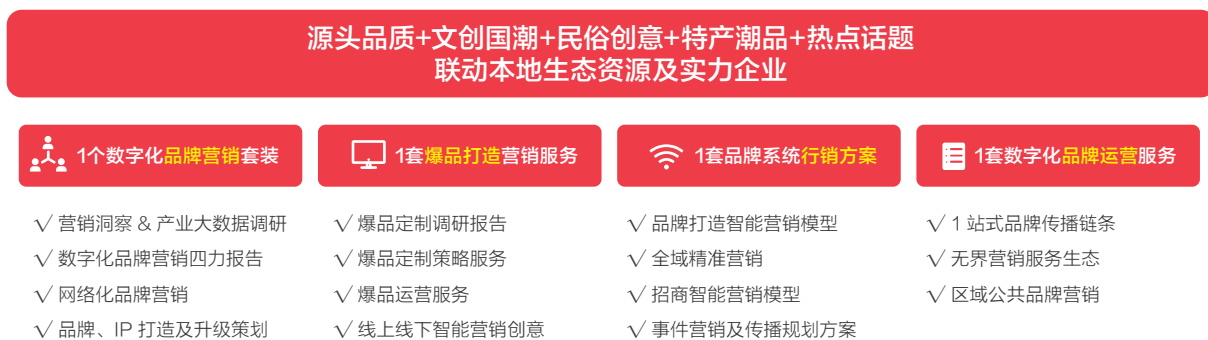 源头品质+文创国潮+民俗创意+特产潮品+热点话题
联动本地生态资源及实力企业
1个数字化品牌营销套装
√ 营销洞察 & 产业大数据调研
√ 数字化品牌营销四力报告
√ 网络化品牌营销
√ 品牌、IP 打造及升级策划
1套爆品打造营销服务
√ 爆品定制调研报告
√ 爆品定制策略服务
√ 爆品运营服务
√ 线上线下智能营销创意
1套品牌系统行销方案
√ 品牌打造智能营销模型
√ 全域精准营销
√ 招商智能营销模型
√ 事件营销及传播规划方案
1套数字化品牌运营服务
√ 1 站式品牌传播链条
√ 无界营销服务生态
√ 区域公共品牌营销